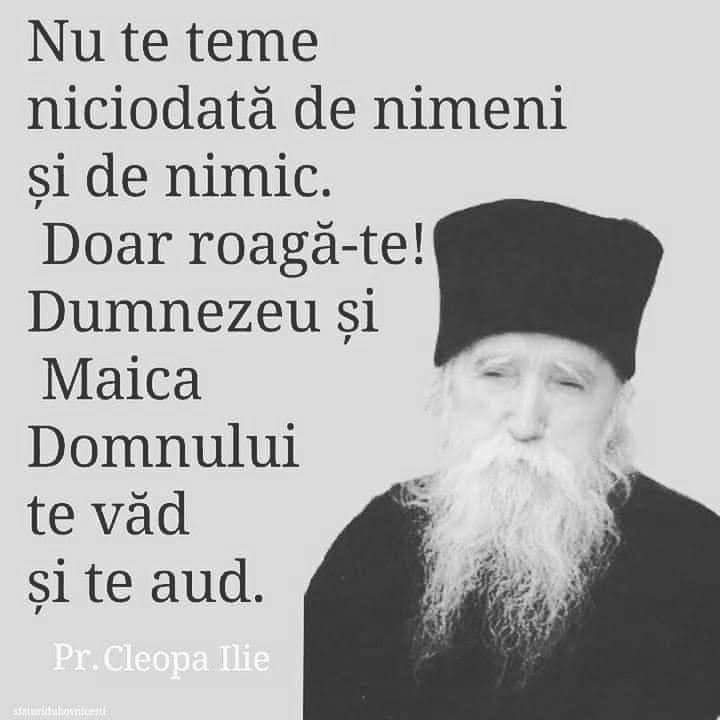 Nu te teme
niciodată de nimeni
și de nimic.
Doar roagă-te!
Dumnezeu și
Maica
Domnului
te văd
și te aud.
Pr. Cleopa Ilie
sfaturiduhovnicesti